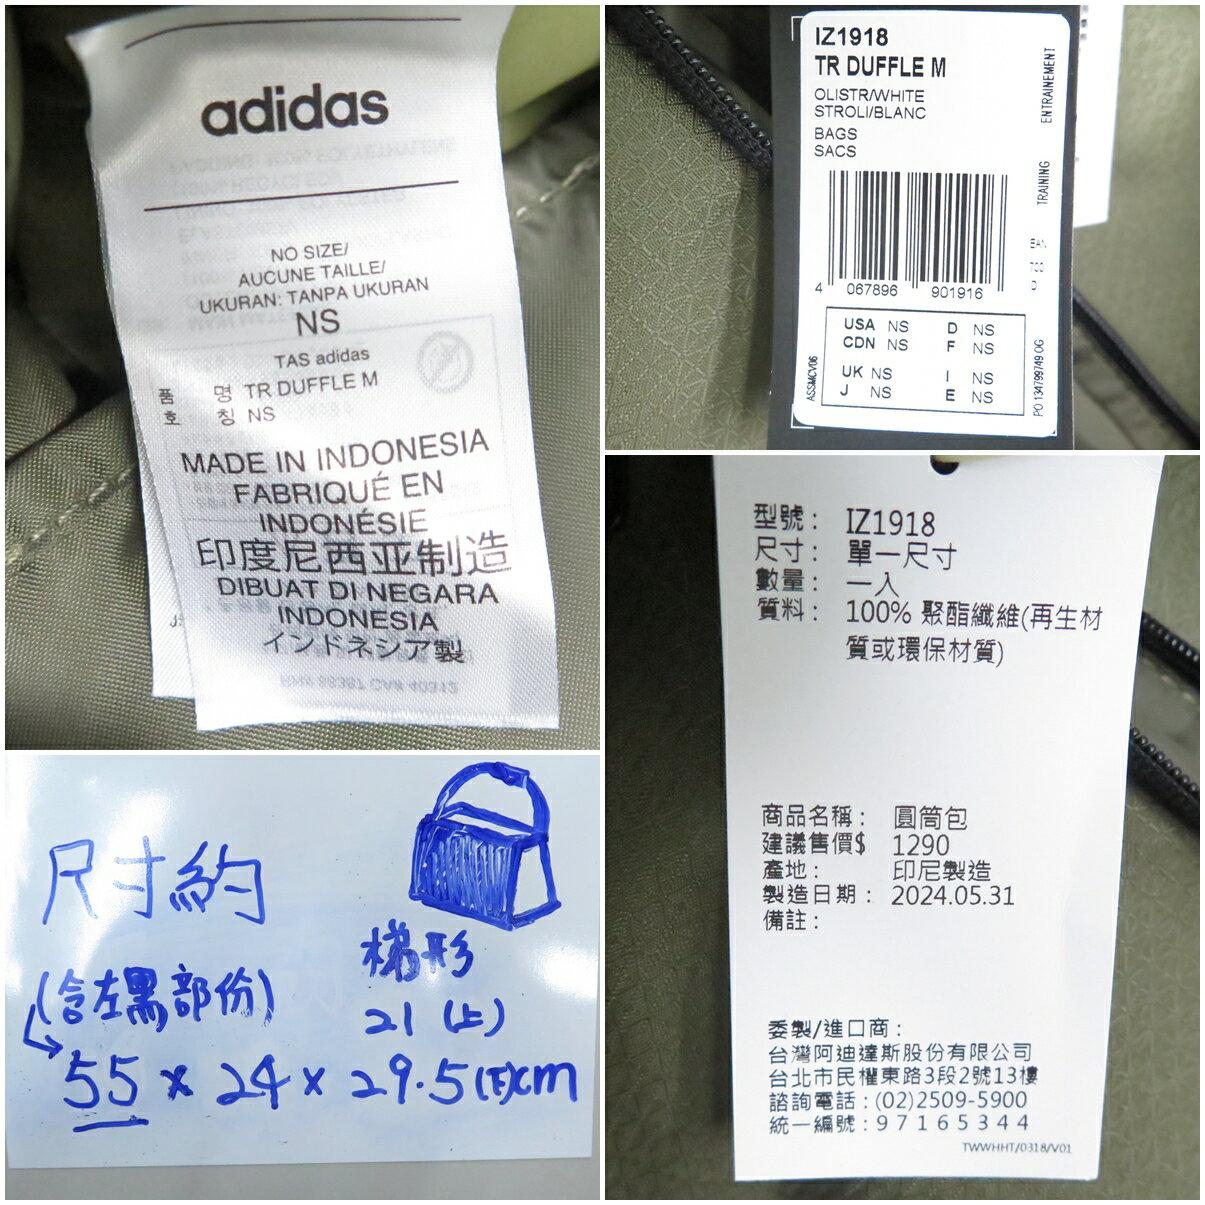 adidas
NO SIZE/
AUCUNE TAILLE/
UKURAN: TANPA UKURAN
NS
TAS adidas
품 명 TR DUFFLE M
호 칭 NS
MADE IN INDONESIA
FABRIQUÉ EN
INDONÉSIE
印度尼西亚制造
DIBUAT DI NEGARA
INDONESIA
インドネシア製
IZ1918
TR DUFFLE M
OLISTR/WHITE
STROLI/BLANC
BAGS
SACS
TRAINING ENTRAINEMENT
EAN
D
4 067896 901916
USA NS D NS
CDN NS F NS
UK NS I NS
J NS E NS
ASSMCV06
PO 134799749 OG
型號： IZ1918
尺寸： 單一尺寸
數量： 一入
質料： 100% 聚酯纖維(再生材
質或環保材質)
商品名稱： 圓筒包
建議售價$ 1290
產地： 印尼製造
製造日期： 2024.05.31
備註：
委製/進口商：
台灣阿迪達斯股份有限公司
台北市民權東路3段2號13樓
諮詢電話：(02)2509-5900
統一編號：97165344
TWWHHT/0318/V01
尺寸約
梯形
(含左黑部份)
21 (上)
55 x 24 x 29.5(下)cm